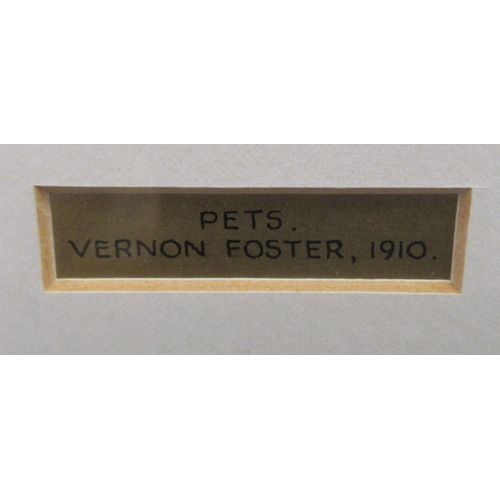 PETS.
VERNON FOSTER, 1910.